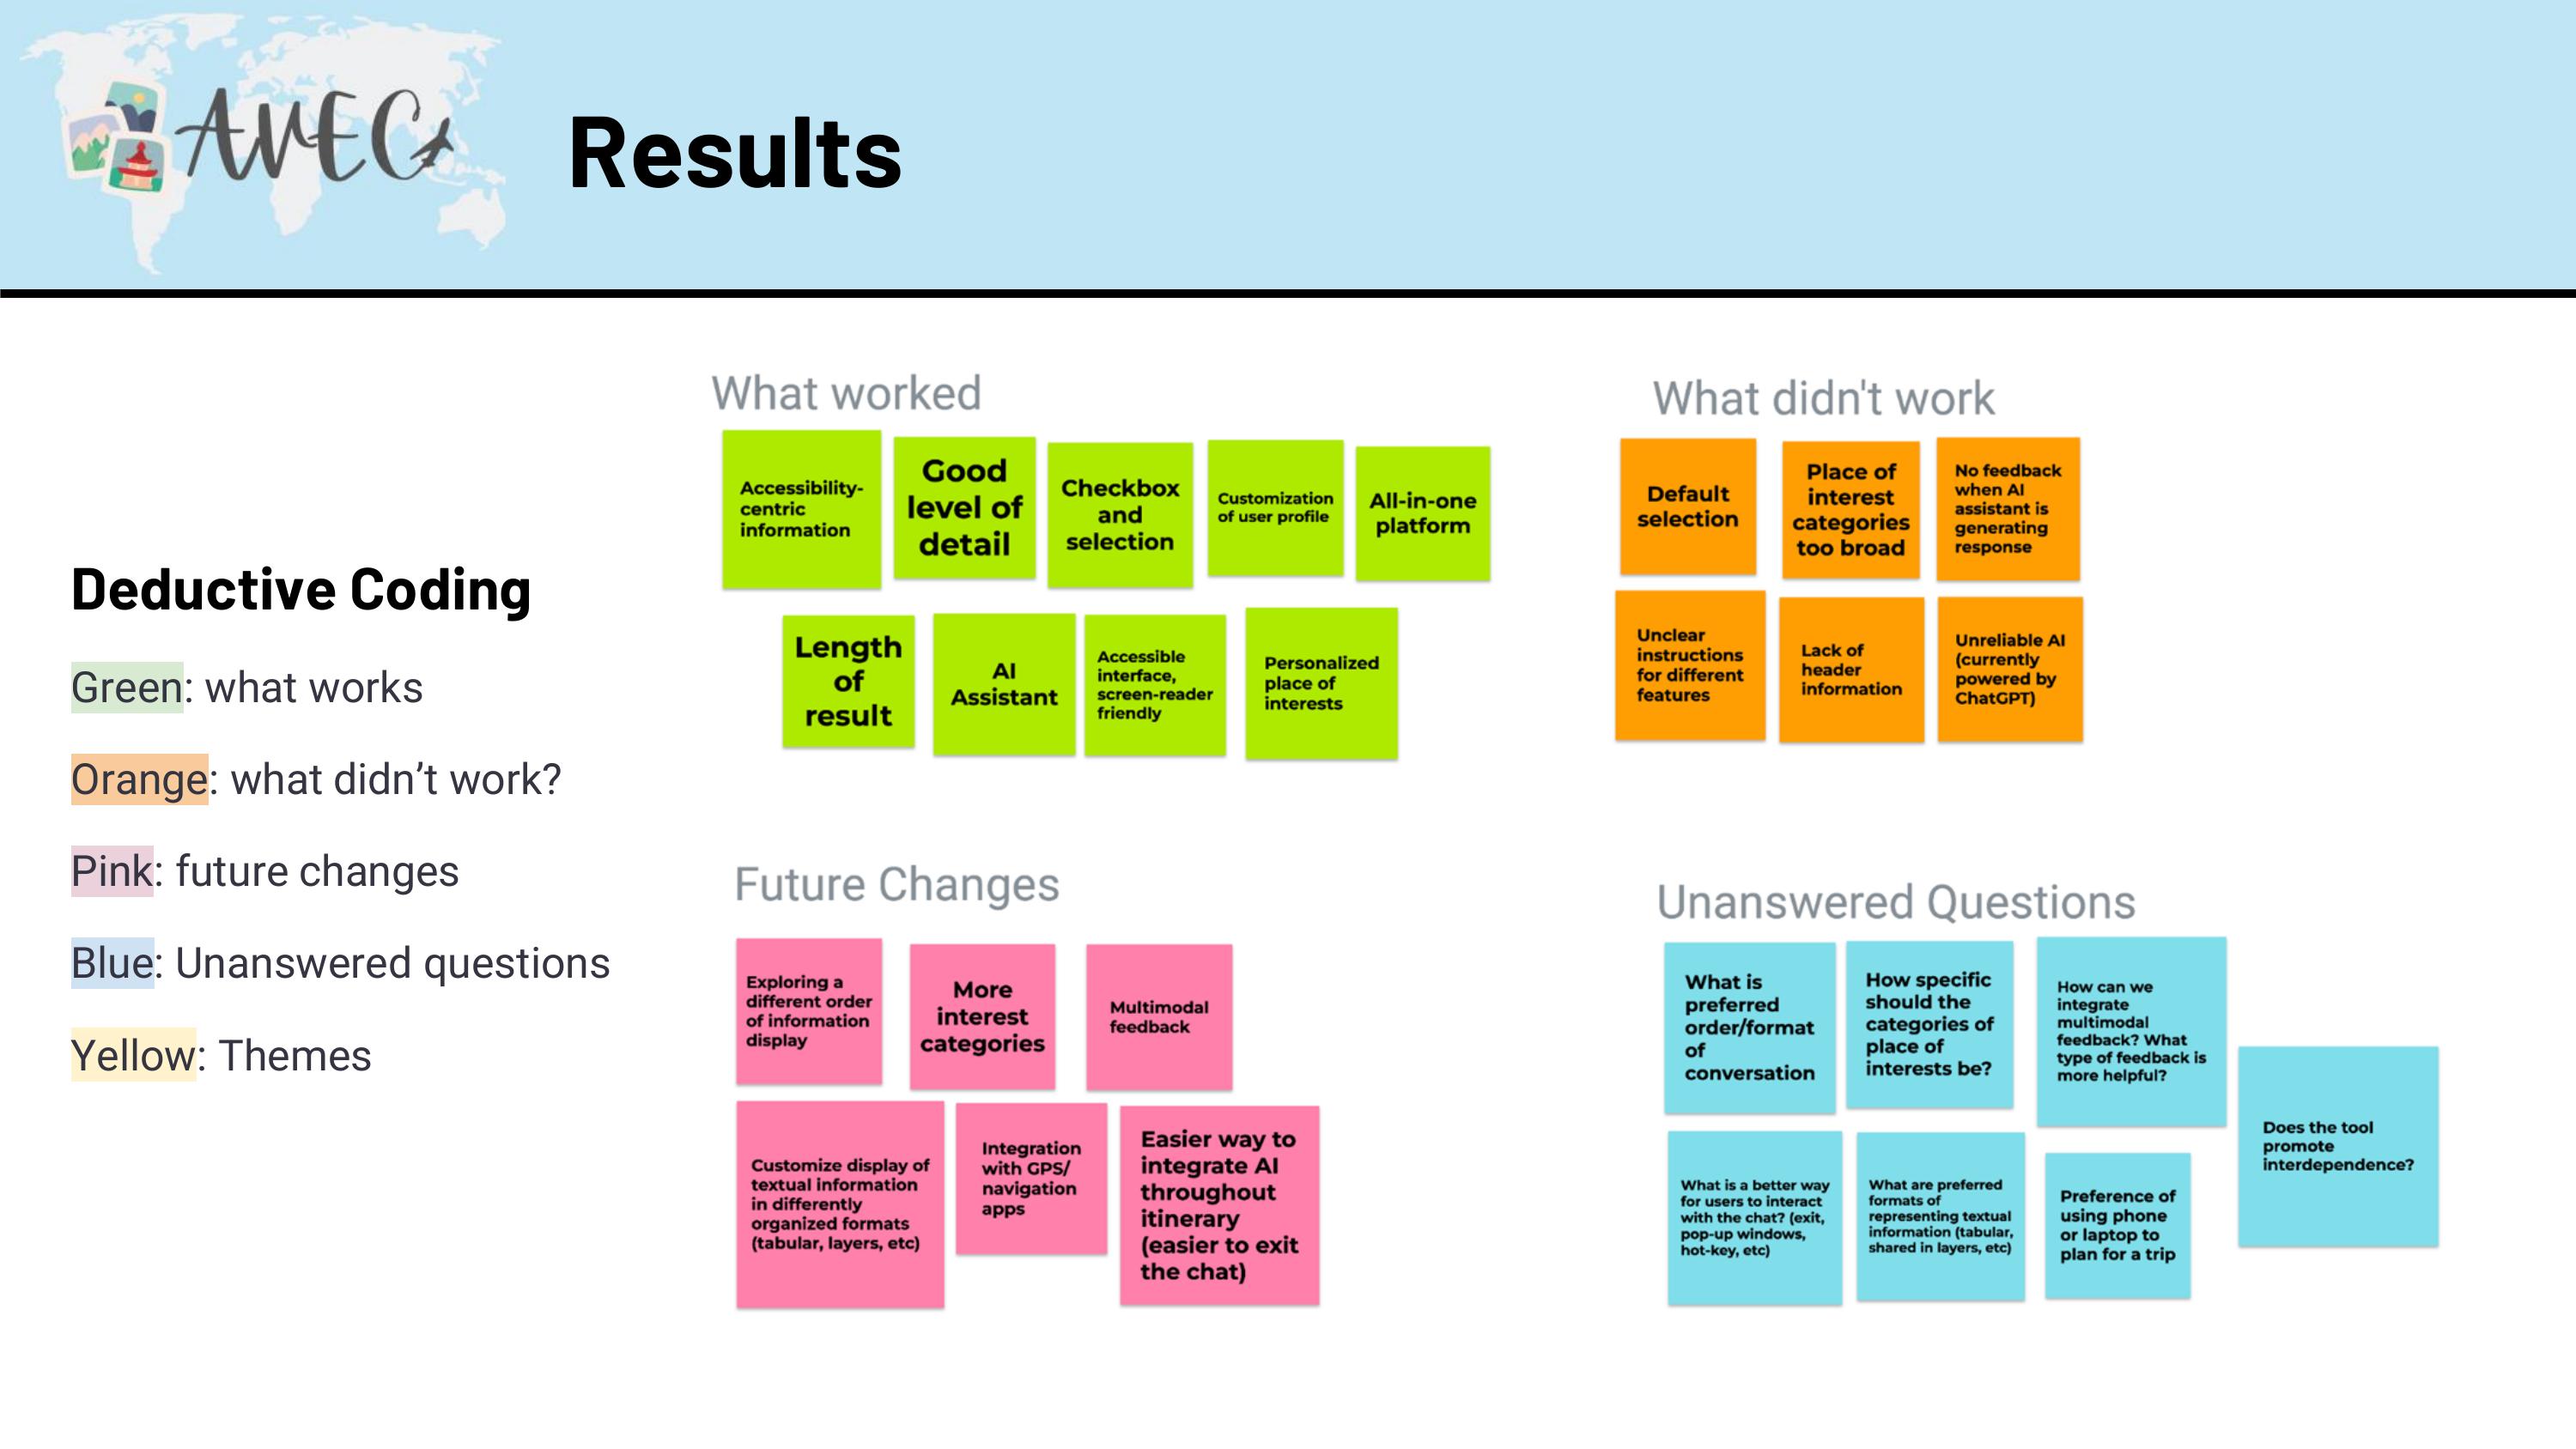 AVEC
Results
Deductive Coding
Green: what works
Orange: what didn’t work?
Pink: future changes
Blue: Unanswered questions
Yellow: Themes
What worked
Accessibility-
centric
information
Good
level of
detail
Checkbox
and
selection
Customization
of user profile
All-in-one
platform
Length
of
result
AI
Assistant
Accessible
interface,
screen-reader
friendly
Personalized
place of
interests
What didn't work
Default
selection
Place of
interest
categories
too broad
No feedback
when AI
assistant is
generating
response
Unclear
instructions
for different
features
Lack of
header
information
Unreliable AI
(currently
powered by
ChatGPT)
Future Changes
Exploring a
different order
of information
display
More
interest
categories
Multimodal
feedback
Customize display of
textual information
in differently
organized formats
(tabular, layers, etc)
Integration
with GPS/
navigation
apps
Easier way to
integrate AI
throughout
itinerary
(easier to exit
the chat)
Unanswered Questions
What is
preferred
order/format
of
conversation
How specific
should the
categories of
place of
interests be?
How can we
integrate
multimodal
feedback? What
type of feedback is
more helpful?
Does the tool
promote
interdependence?
What is a better way
for users to interact
with the chat? (exit,
pop-up windows,
hot-key, etc)
What are preferred
formats of
representing textual
information (tabular,
shared in layers, etc)
Preference of
using phone
or laptop to
plan for a trip